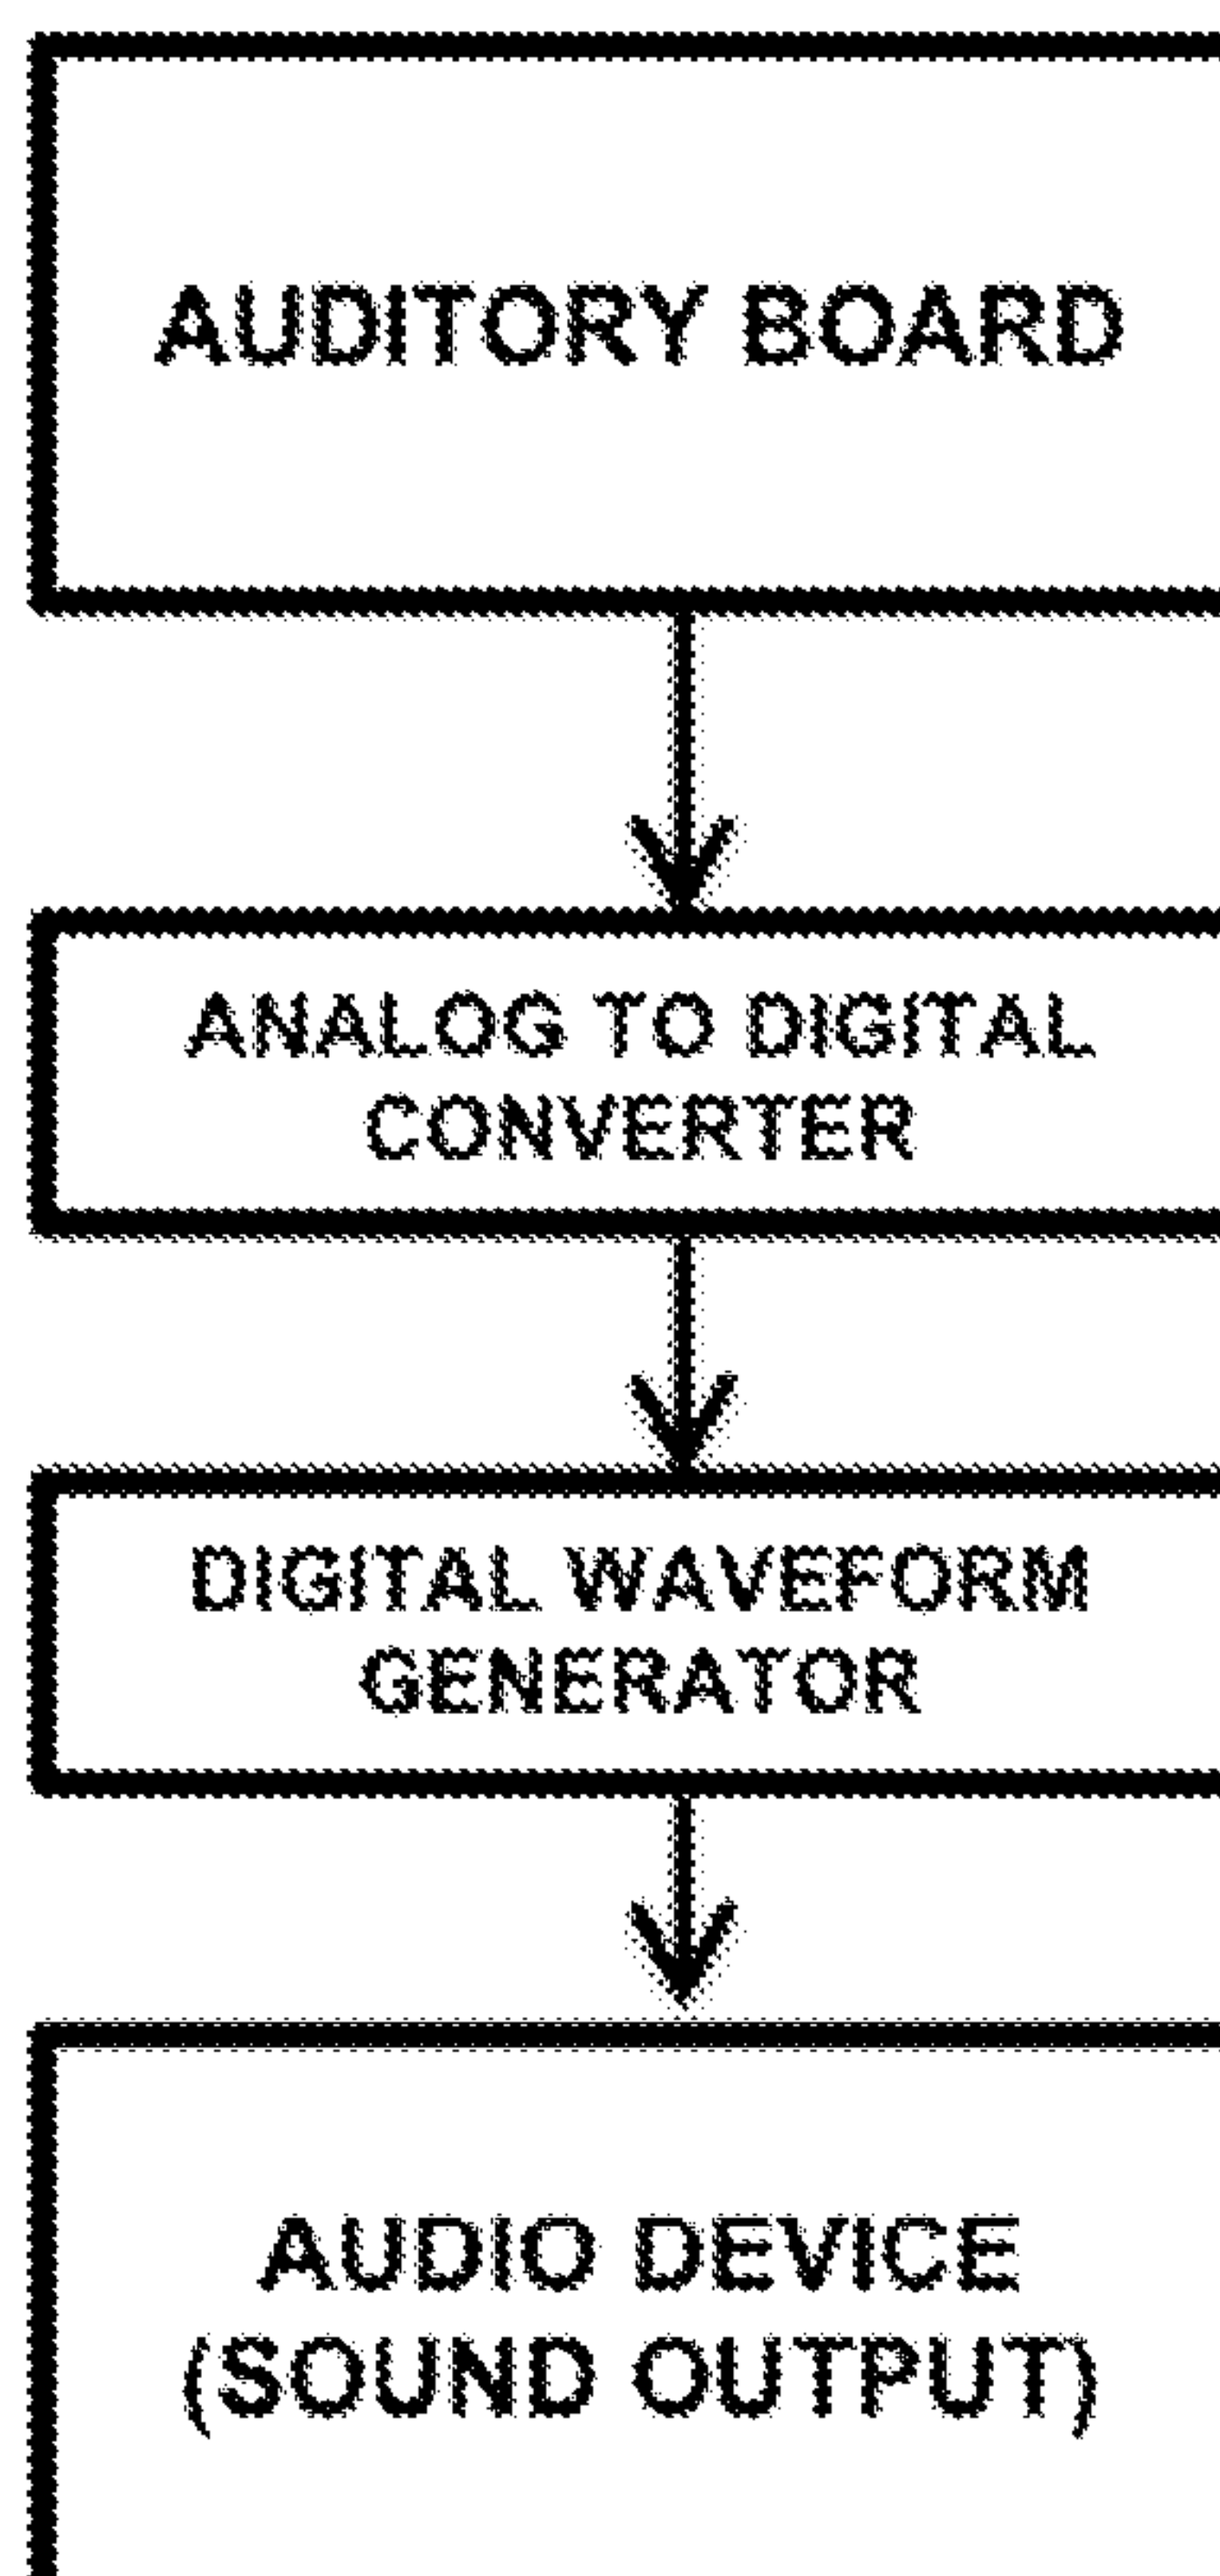 AUDITORY BOARD
ANALOG TO DIGITAL
CONVERTER
DIGITAL WAVEFORM
GENERATOR
AUDIO DEVICE
(SOUND OUTPUT)